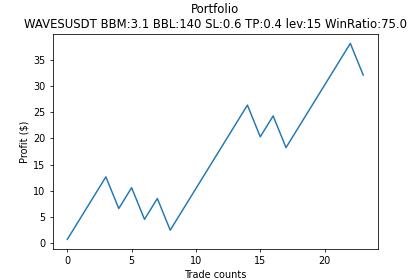 Portfolio
WAVESUSDT BBM:3.1 BBL:140 SL:0.6 TP:0.4 lev:15 WinRatio:75.0
Profit ($)
35
30
25
20
15
10
5
0
0 5 10 15 20
Trade counts